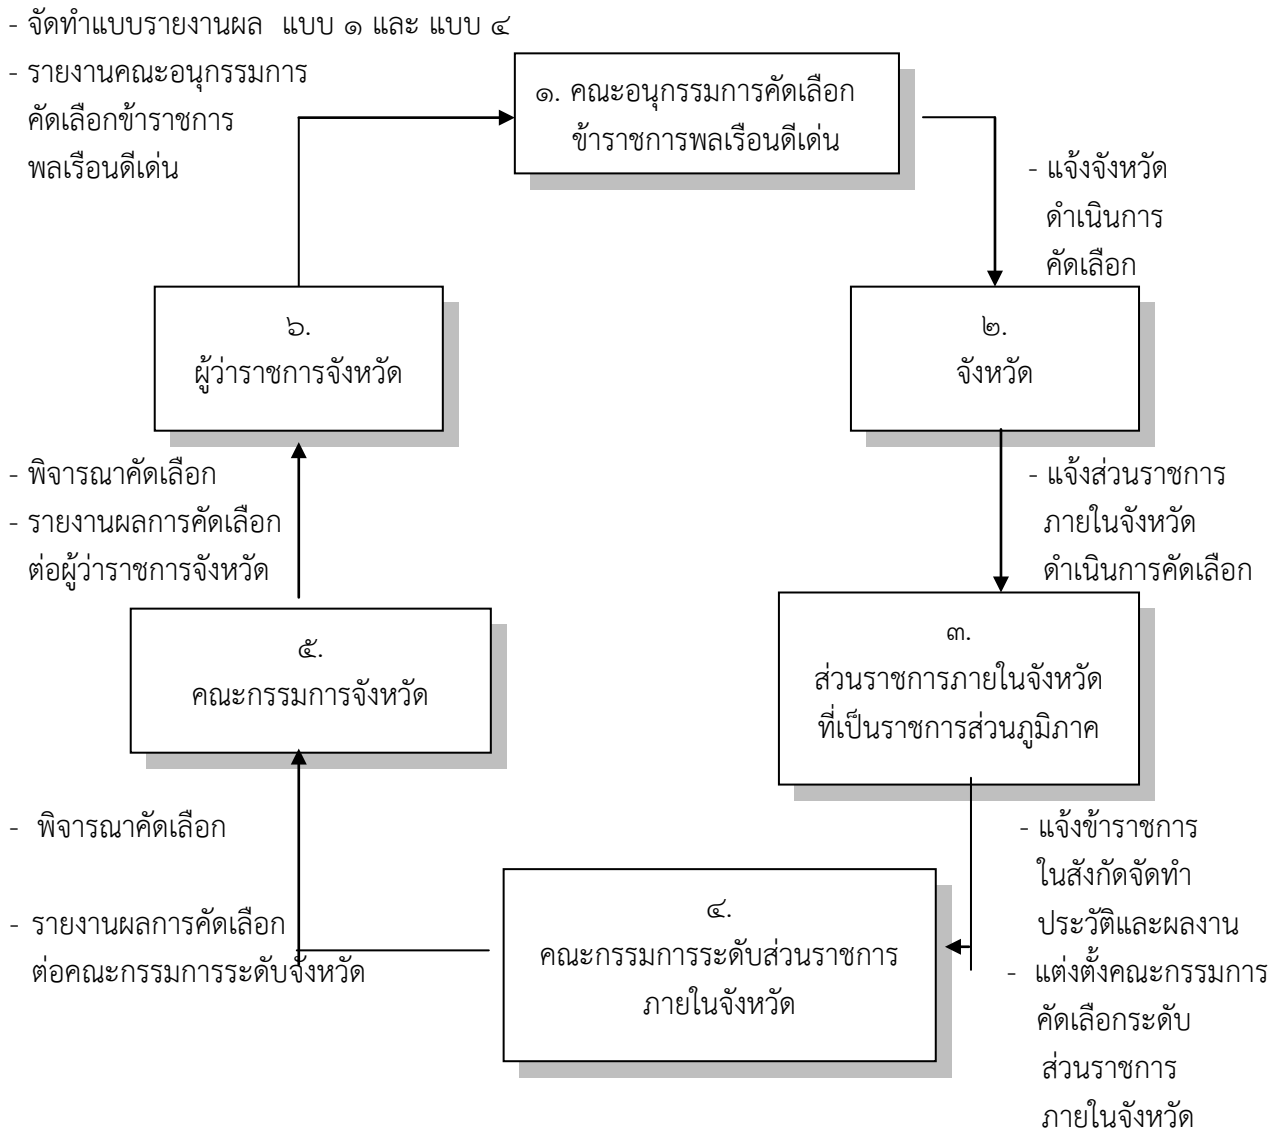 - จัดทำแบบรายงานผล แบบ ๑ และ แบบ ๔
- รายงานคณะอนุกรรมการ
คัดเลือกข้าราชการ
พลเรือนดีเด่น
๑. คณะอนุกรรมการคัดเลือก
ข้าราชการพลเรือนดีเด่น
- แจ้งจังหวัด
ดำเนินการ
คัดเลือก
๒.
จังหวัด
- แจ้งส่วนราชการ
ภายในจังหวัด
ดำเนินการคัดเลือก
๓.
ส่วนราชการภายในจังหวัด
ที่เป็นราชการส่วนภูมิภาค
- แจ้งข้าราชการ
ในสังกัดจัดทำ
ประวัติและผลงาน
- แต่งตั้งคณะกรรมการ
คัดเลือกระดับ
ส่วนราชการ
ภายในจังหวัด
๔.
คณะกรรมการระดับส่วนราชการ
ภายในจังหวัด
- พิจารณาคัดเลือก
- รายงานผลการคัดเลือก
ต่อคณะกรรมการระดับจังหวัด
๕.
คณะกรรมการจังหวัด
- พิจารณาคัดเลือก
- รายงานผลการคัดเลือก
ต่อผู้ว่าราชการจังหวัด
๖.
ผู้ว่าราชการจังหวัด